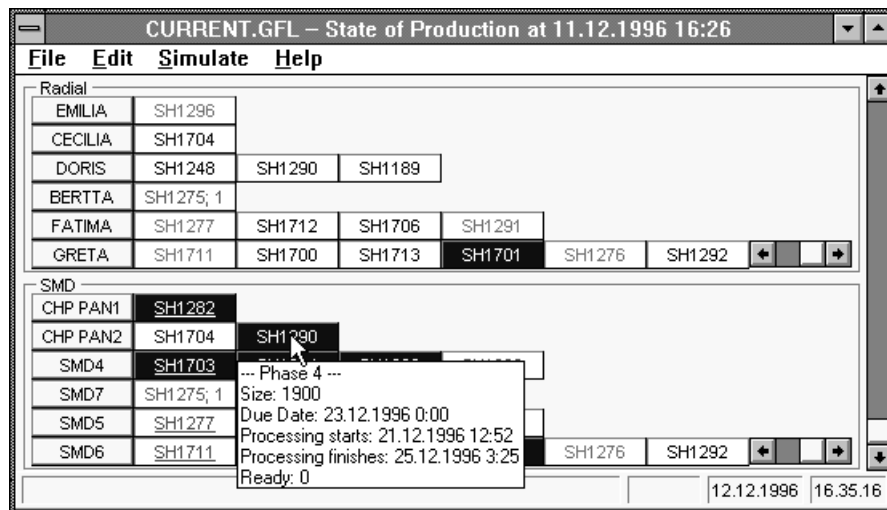 CURRENT.GFL – State of Production at 11.12.1996 16:26
File Edit Simulate Help
Radial
EMILIA SH1296
CECILIA SH1704
DORIS SH1248 SH1290 SH1189
BERTTA SH1275; 1
FATIMA SH1277 SH1712 SH1706 SH1291
GRETA SH1711 SH1700 SH1713 SH1701 SH1276 SH1292
SMD
CHP PAN1 SH1282
CHP PAN2 SH1704 SH1290
SMD4 SH1703
--- Phase 4 ---
SMD7 SH1275; 1 Size: 1900
Due Date: 23.12.1996 0:00
SMD5 SH1277 Processing starts: 21.12.1996 12:52
SMD6 SH1711 Processing finishes: 25.12.1996 3:25 SH1276 SH1292
Ready: 0
12.12.1996 16.35.16